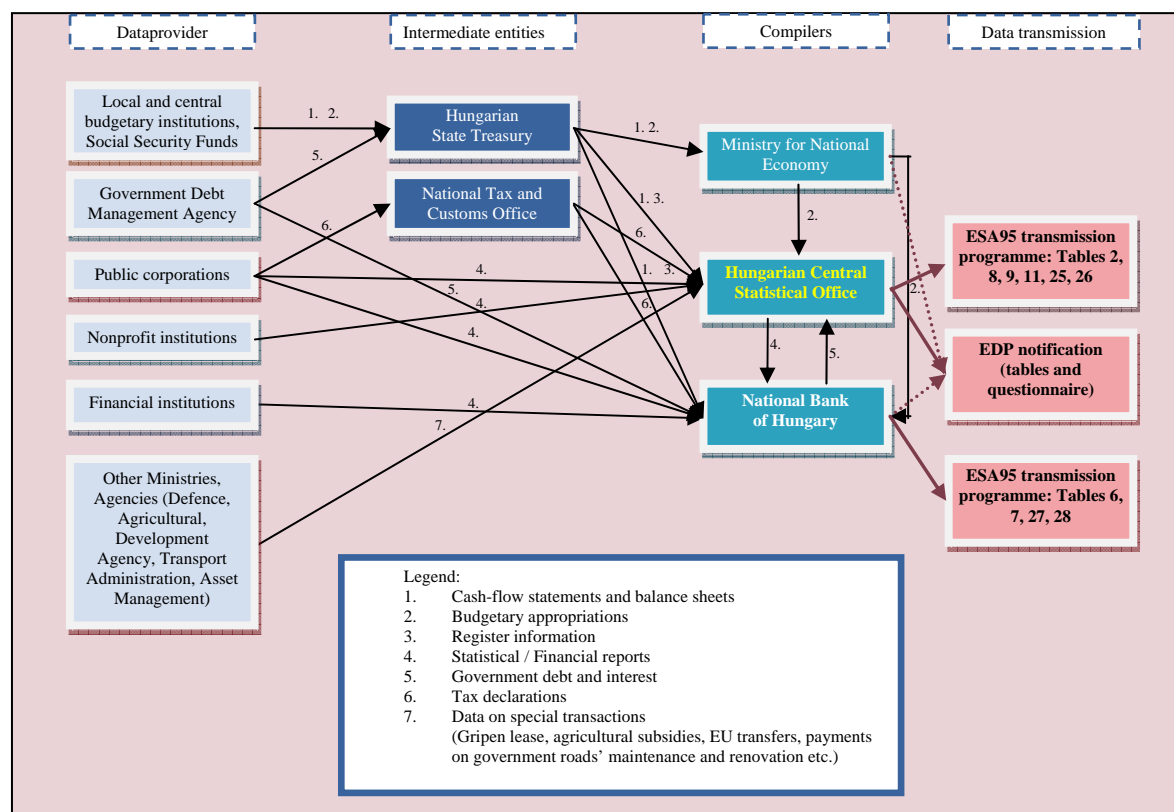 Dataprovider
Intermediate entities
Compilers
Data transmission
Local and central
budgetary institutions,
Social Security Funds
Government Debt
Management Agency
Public corporations
Nonprofit institutions
Financial institutions
Other Ministries,
Agencies (Defence,
Agricultural,
Development
Agency, Transport
Administration, Asset
Management)
1. 2.
5.
6.
4.
5.
4.
4.
4.
7.
Hungarian
State Treasury
National Tax and
Customs Office
1. 2.
1. 3.
6.
1. 3.
6.
Ministry for National
Economy
2.
Hungarian Central
Statistical Office
4.
5.
National Bank
of Hungary
2.
ESA95 transmission
programme: Tables 2,
8, 9, 11, 25, 26
EDP notification
(tables and
questionnaire)
ESA95 transmission
programme: Tables 6,
7, 27, 28
Legend:
1. Cash-flow statements and balance sheets
2. Budgetary appropriations
3. Register information
4. Statistical / Financial reports
5. Government debt and interest
6. Tax declarations
7. Data on special transactions
(Gripen lease, agricultural subsidies, EU transfers, payments
on government roads’ maintenance and renovation etc.)